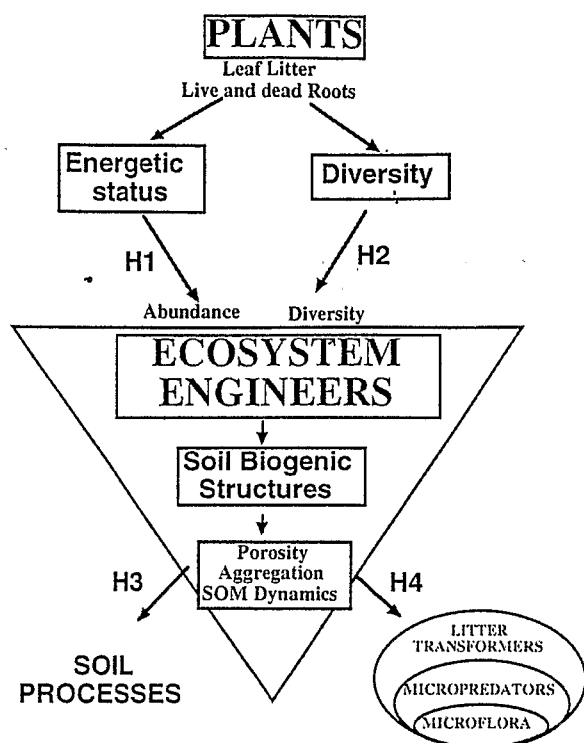 PLANTS
Leaf Litter
Live and dead Roots
Energetic
status
Diversity
H1
H2
Abundance
Diversity
ECOSYSTEM
ENGINEERS
Soil Biogenic
Structures
Porosity
Aggregation
SOM Dynamics
H3
H4
SOIL
PROCESSES
LITTER
TRANSFORMERS
MICROPREDATORS
MICROFLORA